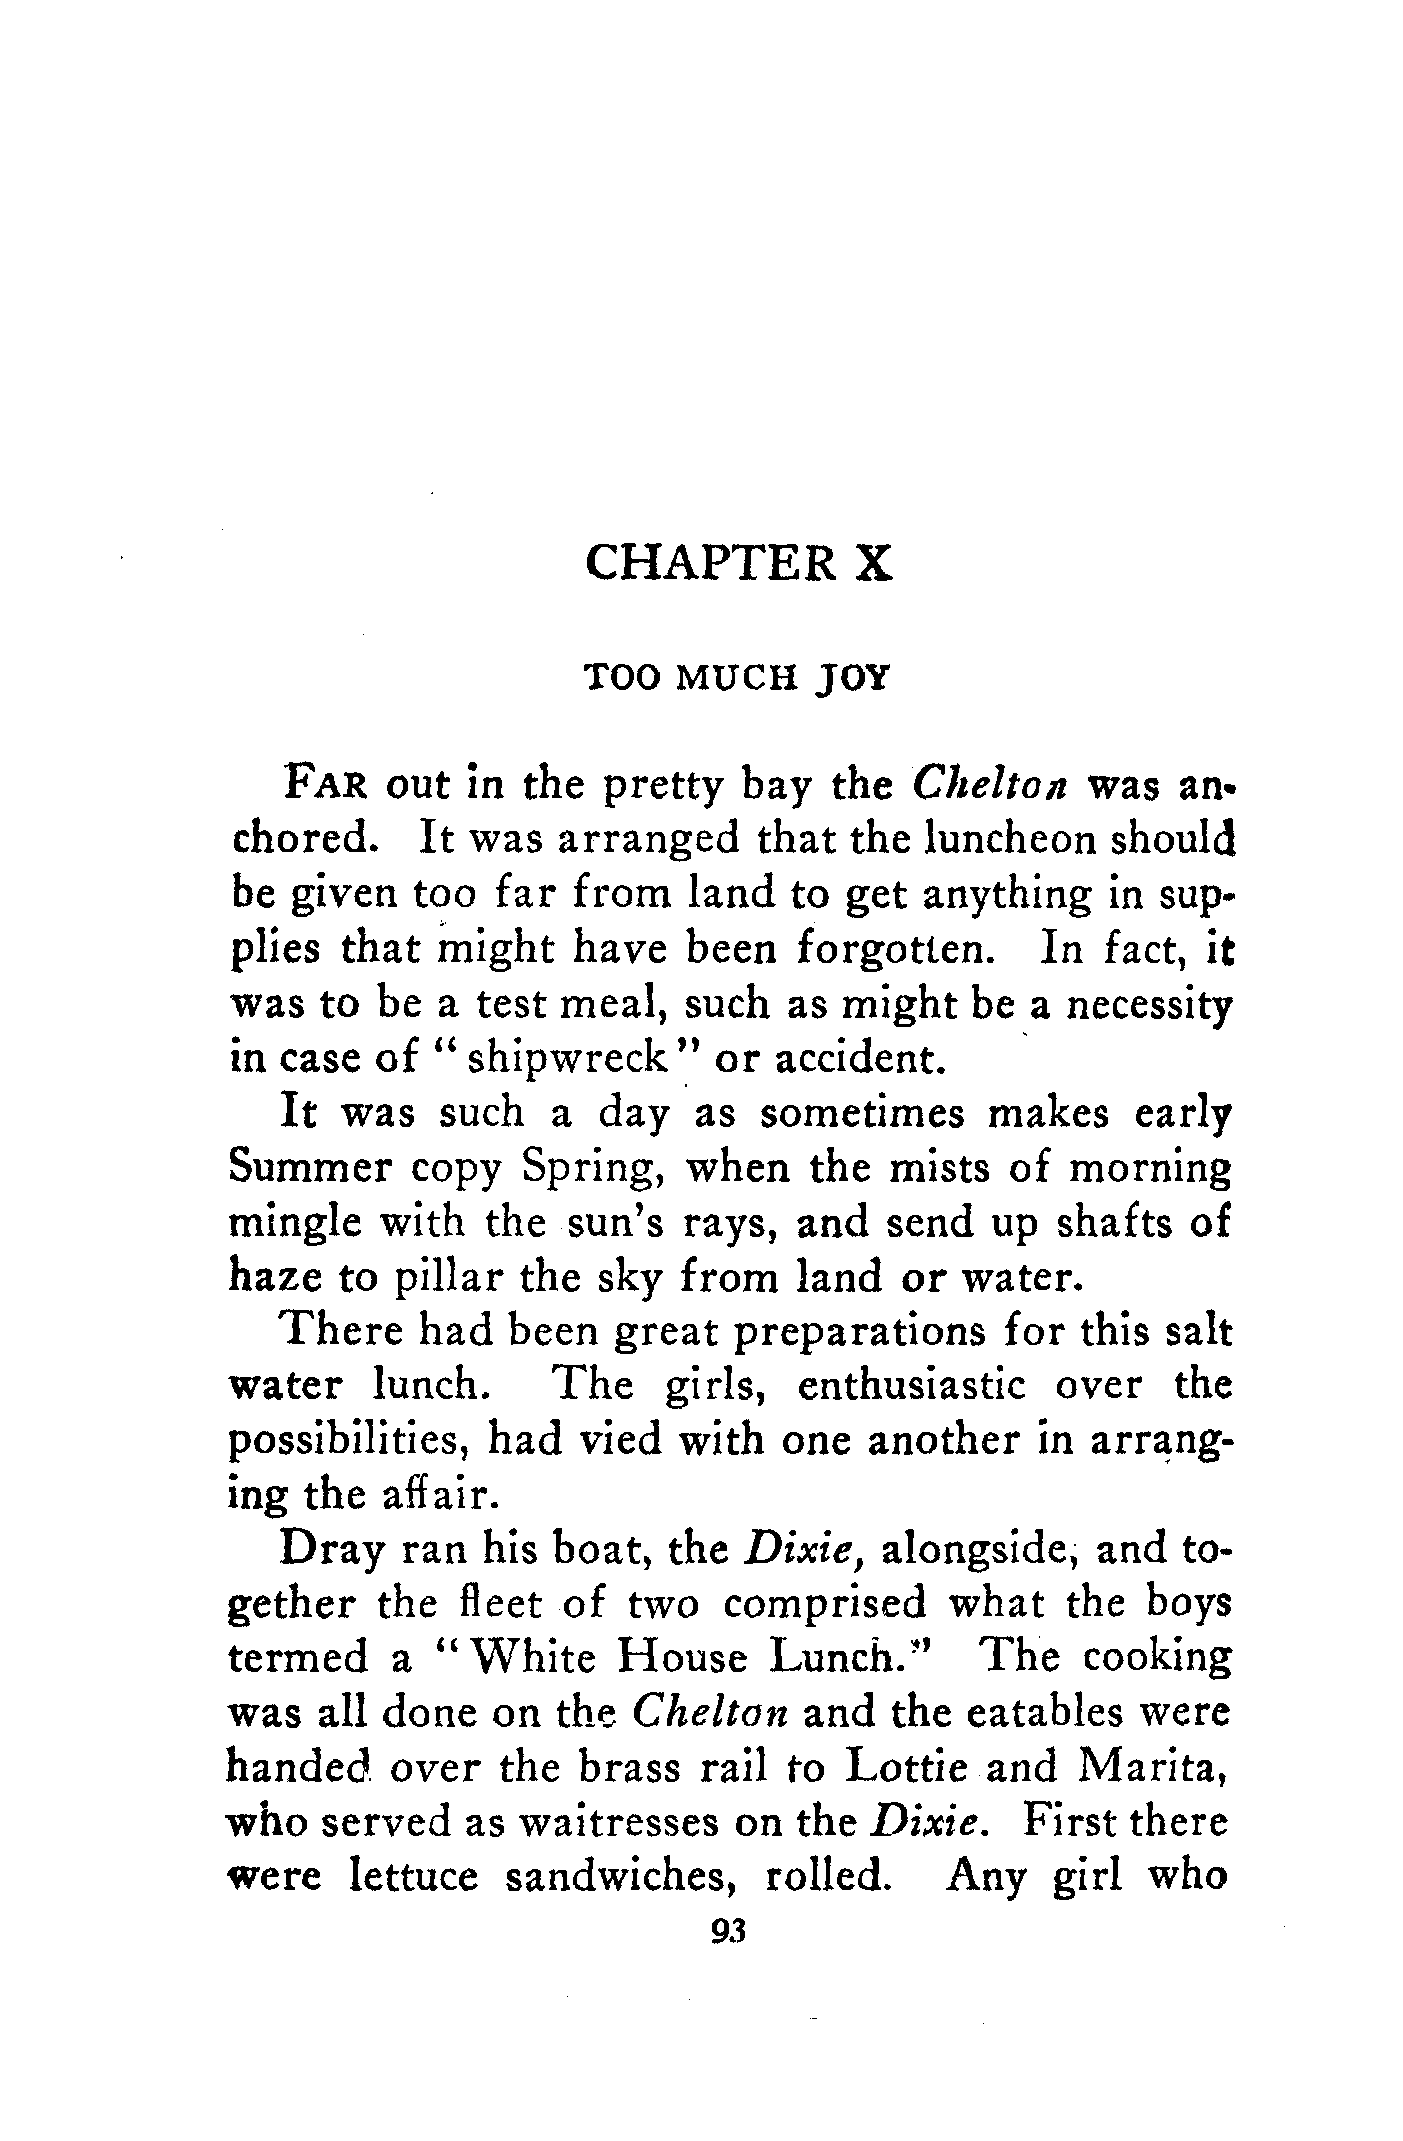 CHAPTER X
TOO MUCH JOY
FAR out in the pretty bay the Chelton was an-
chored. It was arranged that the luncheon should
be given too far from land to get anything in sup-
plies that might have been forgotten. In fact, it
was to be a test meal, such as might be a necessity
in case of " shipwreck " or accident.
It was such a day as sometimes makes early
Summer copy Spring, when the mists of morning
mingle with the sun's rays, and send up shafts of
haze to pillar the sky from land or water.
There had been great preparations for this salt
water lunch. The girls, enthusiastic over the
possibilities, had vied with one another in arrang-
ing the affair.
Dray ran his boat, the Dixie, alongside, and to-
gether the fleet of two comprised what the boys
termed a " White House Lunch." The cooking
was all done on the Chelton and the eatables were
handed over the brass rail to Lottie and Marita,
who served as waitresses on the Dixie. First there
were lettuce sandwiches, rolled. Any girl who
93